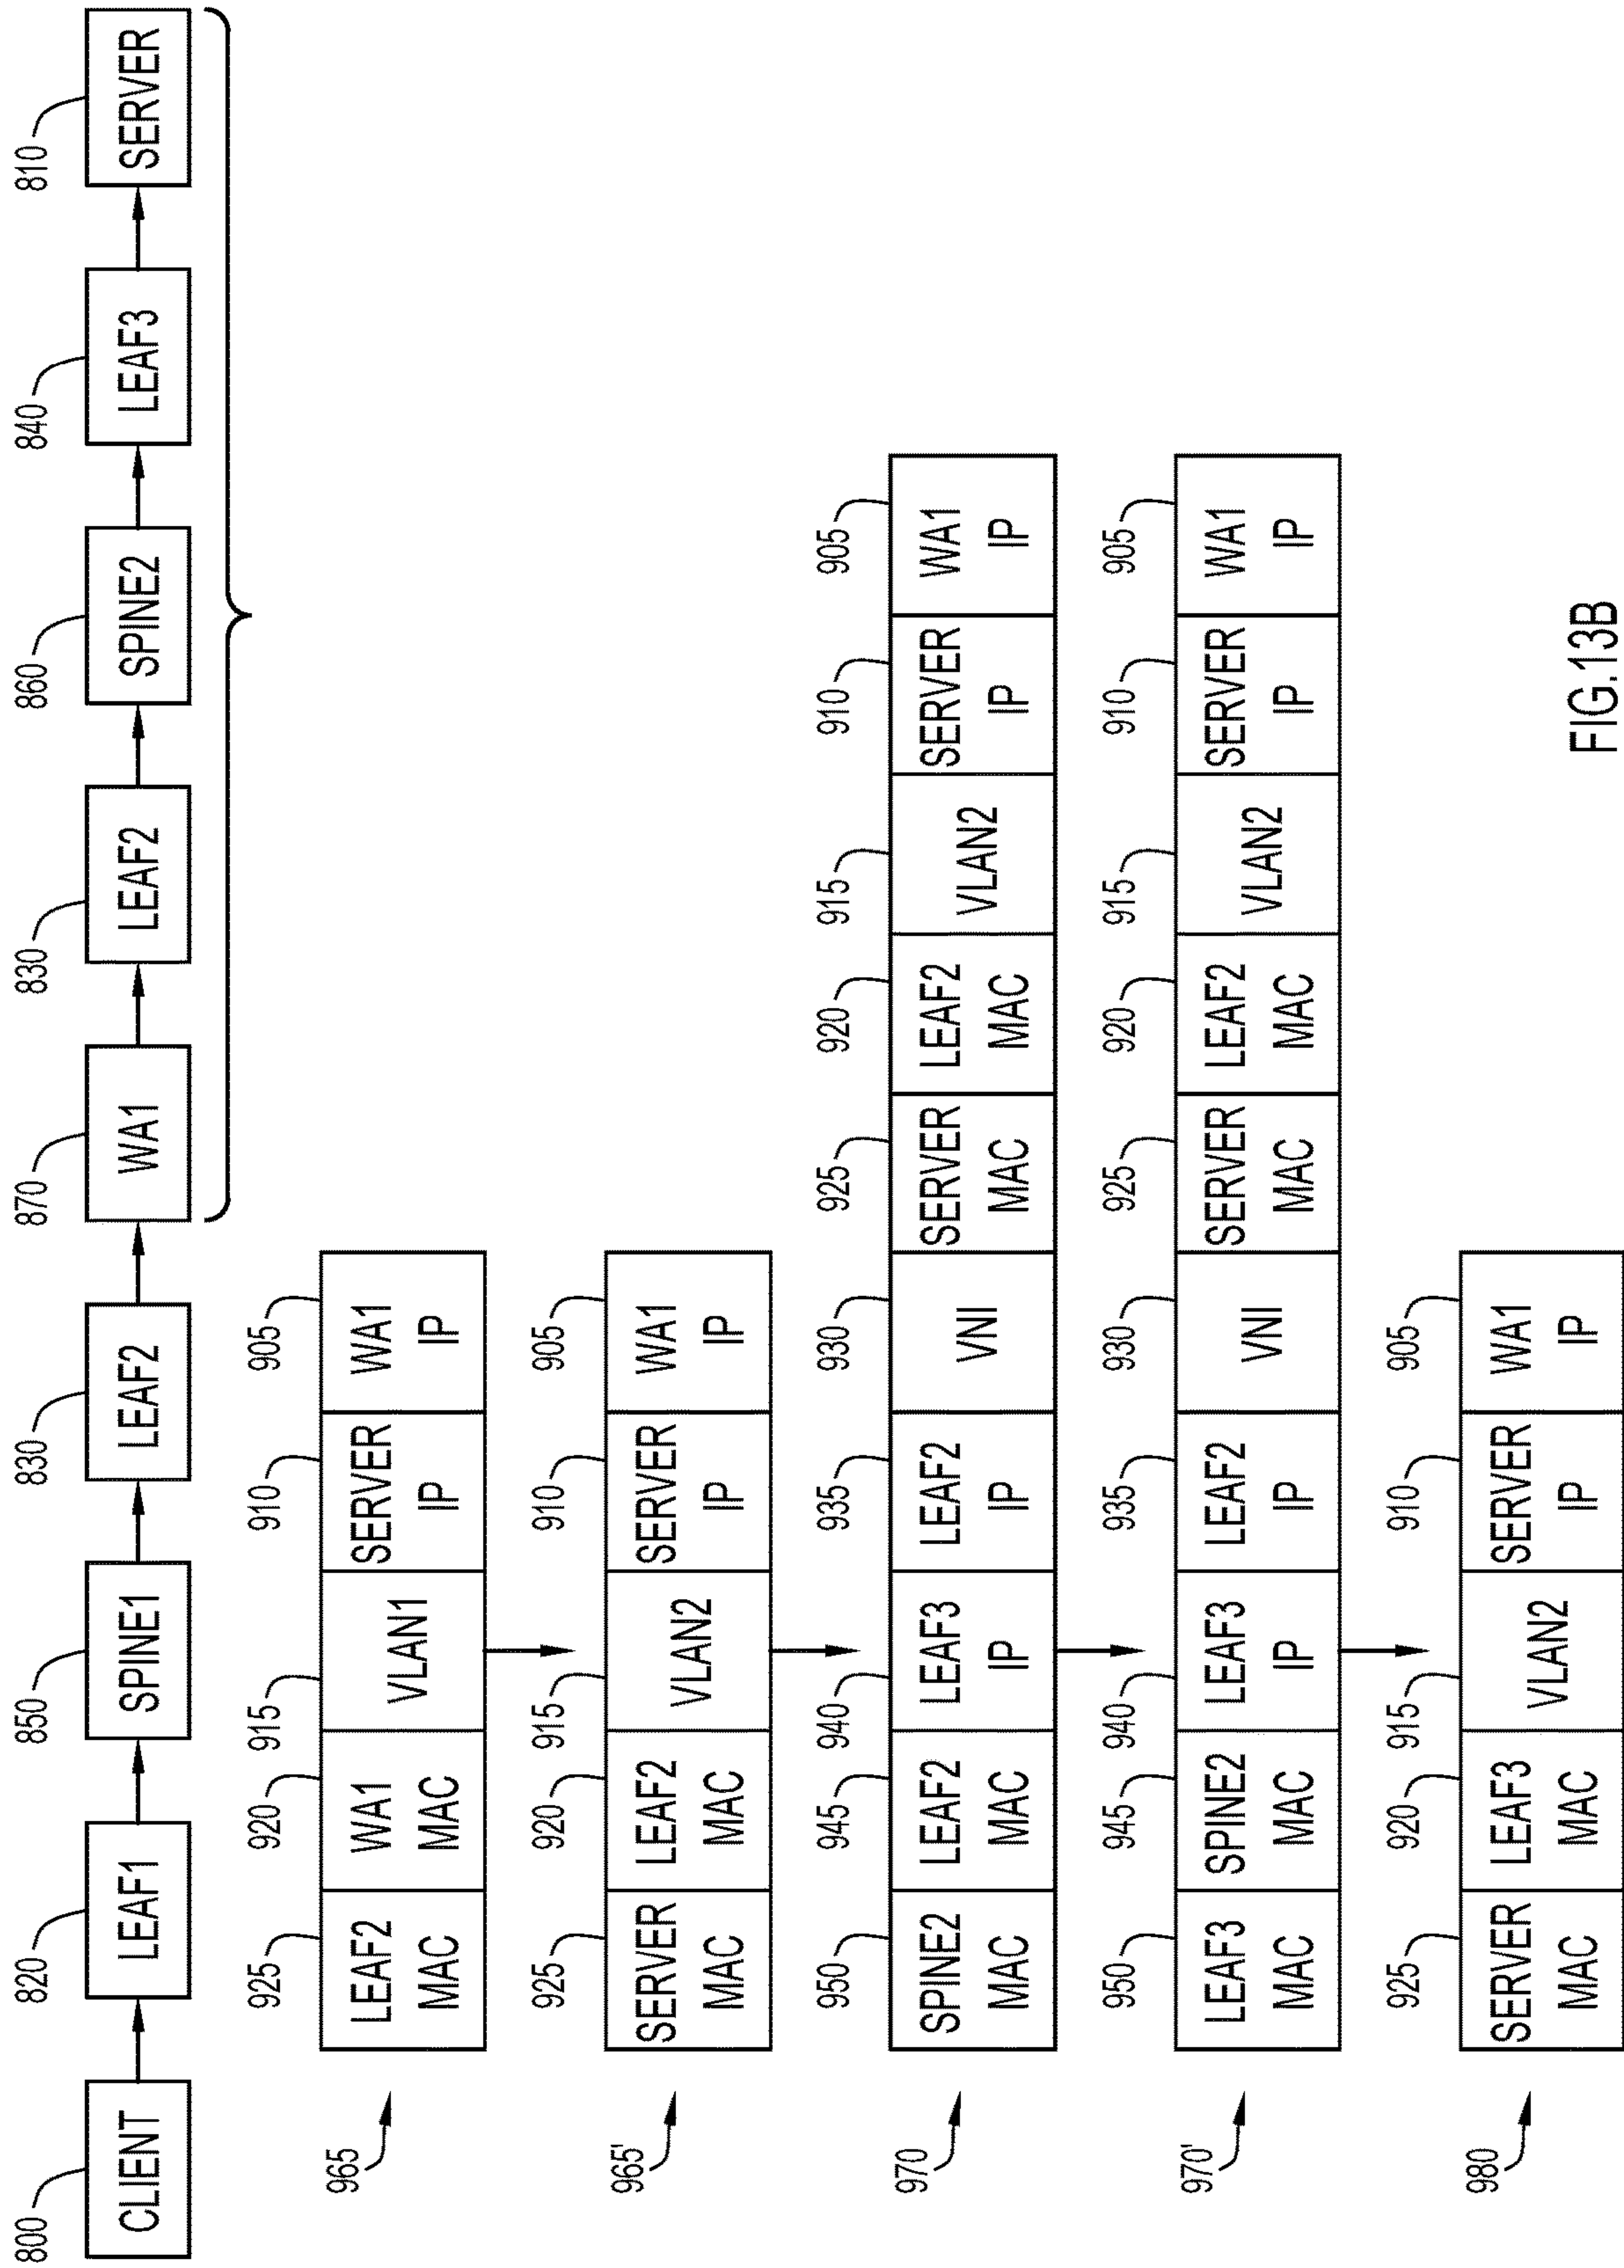 800 820 850 830 870 830 860 840 810
CLIENT LEAF1 SPINE1 LEAF2 WA1 LEAF2 SPINE2 LEAF3 SERVER
925 920 915 910 905
965
LEAF2 WA1 VLAN1 SERVER WA1
MAC MAC IP IP
925 920 915 910 905
965'
SERVER LEAF2 VLAN2 SERVER WA1
MAC MAC IP IP
950 945 940 935 930 925 920 915 910 905
970
SPINE2 LEAF2 LEAF3 LEAF2 VNI SERVER LEAF2 VLAN2 SERVER WA1
MAC MAC IP IP MAC MAC IP IP
950 945 940 935 930 925 920 915 910 905
970'
LEAF3 SPINE2 LEAF3 LEAF2 VNI SERVER LEAF2 VLAN2 SERVER WA1
MAC MAC IP IP MAC MAC IP IP
925 920 915 910 905
980
SERVER LEAF3 VLAN2 SERVER WA1
MAC MAC IP IP
FIG.13B